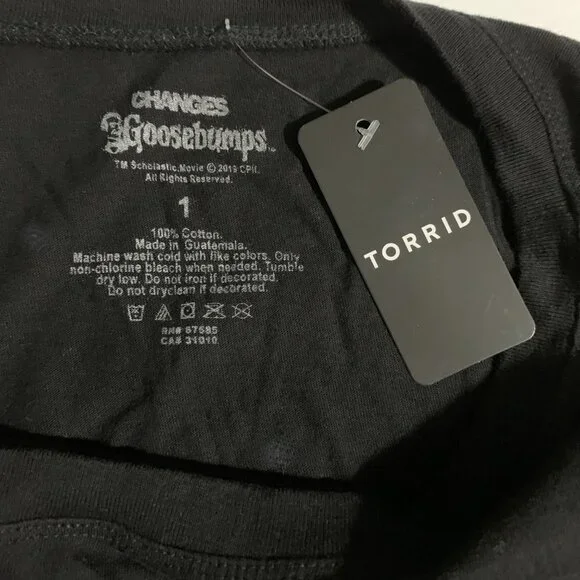 CHANGES
Goosebumps™
TM Scholastic.Movie © 2019 CPII.
All Rights Reserved.
1
100% Cotton.
Made in Guatemala.
Machine wash cold with like colors. Only
non-chlorine bleach when needed. Tumble
dry low. Do not iron if decorated.
Do not dryclean if decorated.
RN# 67585
CA# 31010
TORRID